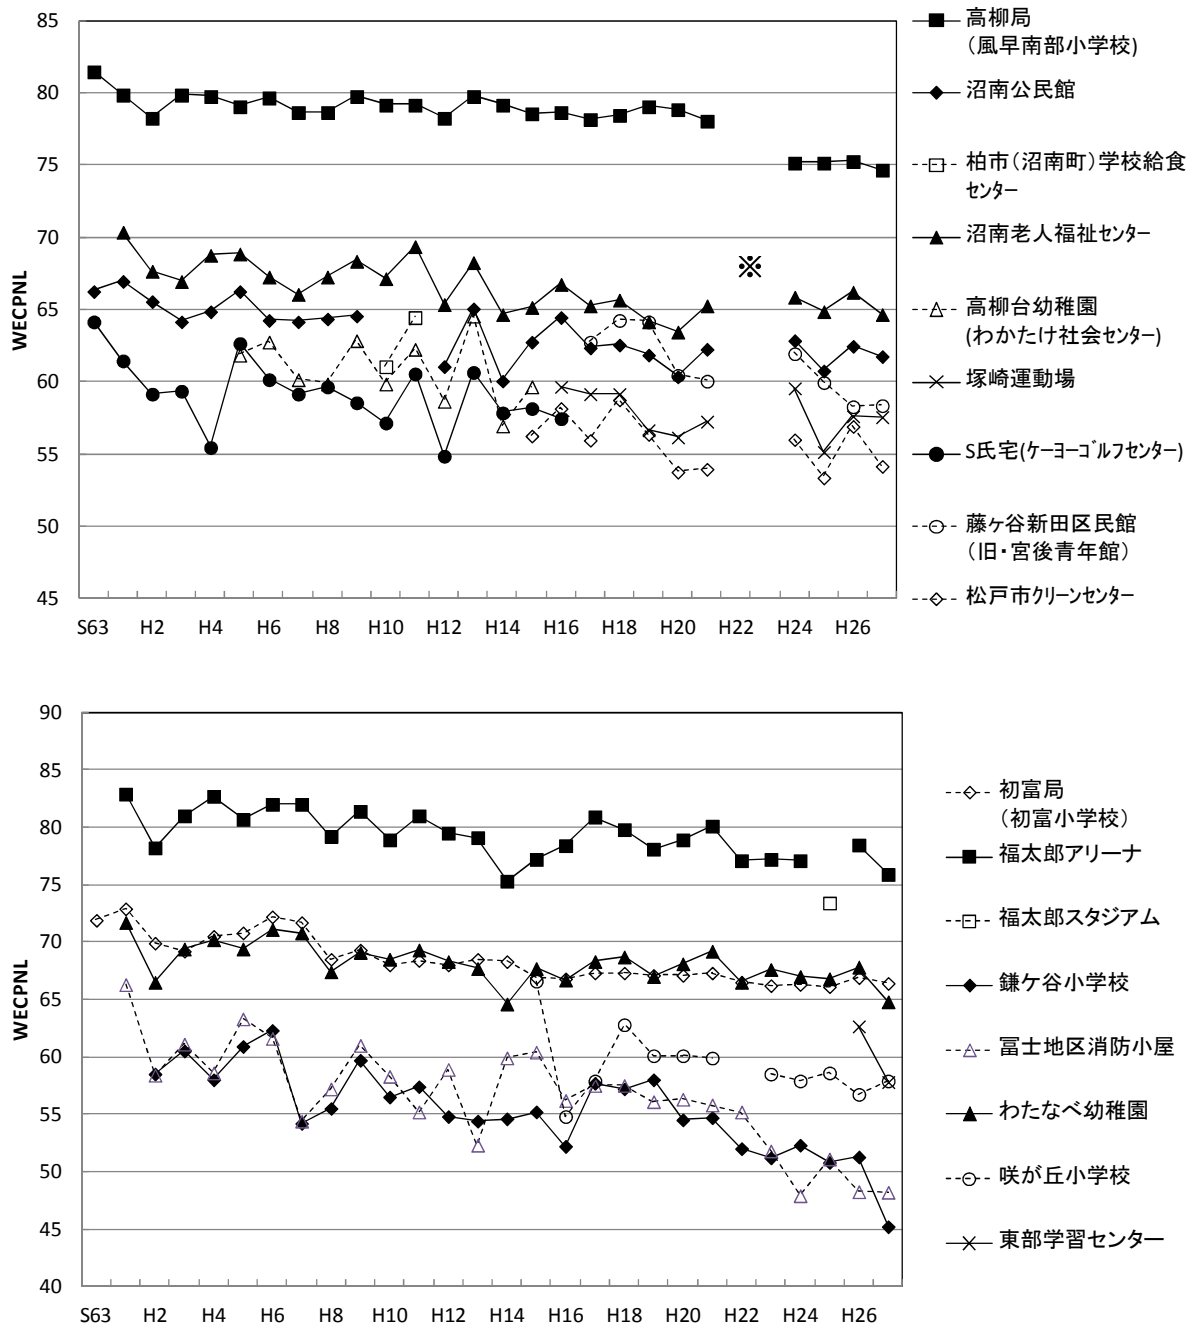 85
80
75
70
65
60
55
50
45
WECPNL
※
S63
H2
H4
H6
H8
H10
H12
H14
H16
H18
H20
H22
H24
H26
高柳局
（風早南部小学校)
沼南公民館
柏市（沼南町）学校給食
ｾﾝﾀｰ
沼南老人福祉ｾﾝﾀｰ
高柳台幼稚園
(わかたけ社会ｾﾝﾀｰ)
塚崎運動場
S氏宅(ｹｰﾖｰｺﾞﾙﾌｾﾝﾀｰ)
藤ヶ谷新田区民館
（旧・宮後青年館）
松戸市ｸﾘｰﾝｾﾝﾀｰ
90
85
80
75
70
65
60
55
50
45
40
WECPNL
S63
H2
H4
H6
H8
H10
H12
H14
H16
H18
H20
H22
H24
H26
初富局
（初富小学校）
福太郎アリーナ
福太郎スタジアム
鎌ケ谷小学校
冨士地区消防小屋
わたなべ幼稚園
咲が丘小学校
東部学習センター